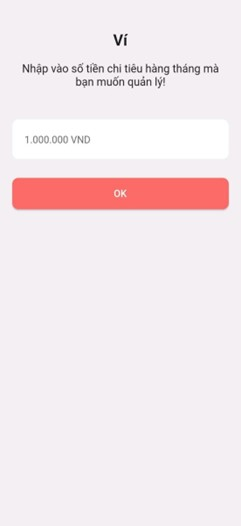 Ví
Nhập vào số tiền chi tiêu hàng tháng mà
bạn muốn quản lý!
1.000.000 VND
OK